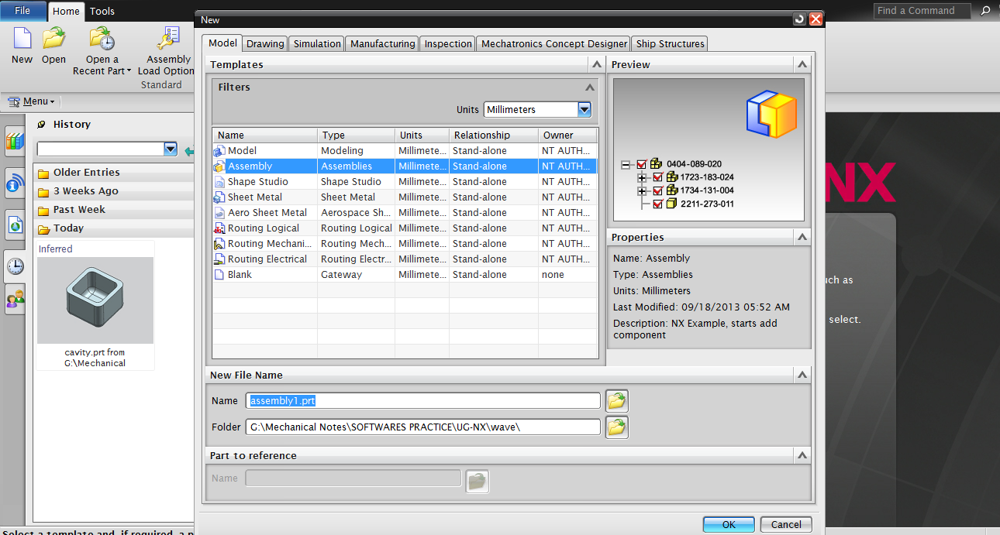 File Home Tools
New
Find a Command
New Open Open a Recent Part Assembly Load Option
Standard
Menu
History
Older Entries
3 Weeks Ago
Past Week
Today
Inferred
cavity.prt from
G:\Mechanical
Model Drawing Simulation Manufacturing Inspection Mechatronics Concept Designer Ship Structures
Templates
Filters
Units Millimeters
Name Type Units Relationship Owner
Model Modeling Millimete... Stand-alone NT AUTH...
Assembly Assemblies Millimete... Stand-alone NT AUTH...
Shape Studio Shape Studio Millimete... Stand-alone NT AUTH...
Sheet Metal Sheet Metal Millimete... Stand-alone NT AUTH...
Aero Sheet Metal Aerospace Sh... Millimete... Stand-alone NT AUTH...
Routing Logical Routing Logical Millimete... Stand-alone NT AUTH...
Routing Mechani... Routing Mech... Millimete... Stand-alone NT AUTH...
Routing Electrical Routing Electr... Millimete... Stand-alone NT AUTH...
Blank Gateway Millimete... Stand-alone none
Preview
0404-089-020
1723-183-024
1734-131-004
2211-273-011
Properties
Name: Assembly
Type: Assemblies
Units: Millimeters
Last Modified: 09/18/2013 05:52 AM
Description: NX Example, starts add
component
New File Name
Name assembly1.prt
Folder G:\Mechanical Notes\SOFTWARES PRACTICE\UG-NX\wave\
Part to reference
Name
OK Cancel
NX
as
select.
Select a template and, if required, a